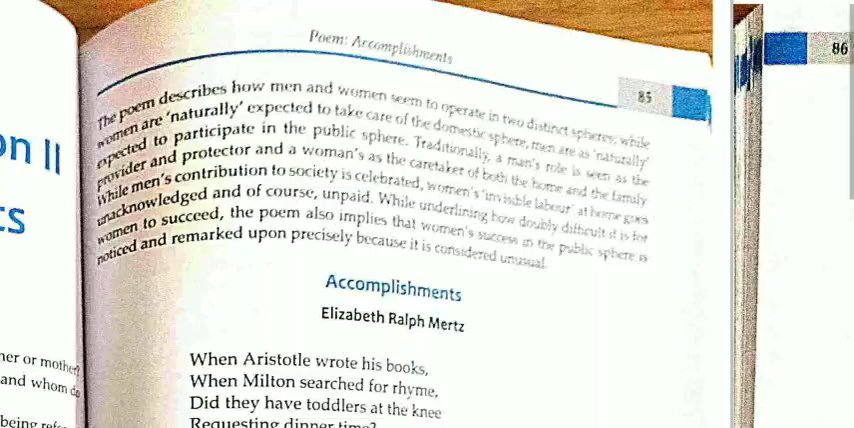 on II
ts
her or mother?
and whom do
being
Poem: Accomplishments
85
The poem describes how men and women seem to operate in two distinct spheres; while
women are 'naturally' expected to take care of the domestic sphere, men are as 'naturally'
expected to participate in the public sphere. Traditionally, a man's role is seen as the
provider and protector and a woman's as the caretaker of both the home and the family.
While men's contribution to society is celebrated, women's 'invisible labour' at home goes
unacknowledged and of course, unpaid. While underlining how doubly difficult it is for
women to succeed, the poem also implies that women's success in the public sphere is
noticed and remarked upon precisely because it is considered unusual.
Accomplishments
Elizabeth Ralph Mertz
When Aristotle wrote his books,
When Milton searched for rhyme,
Did they have toddlers at the knee
Requesting dinner time?
86